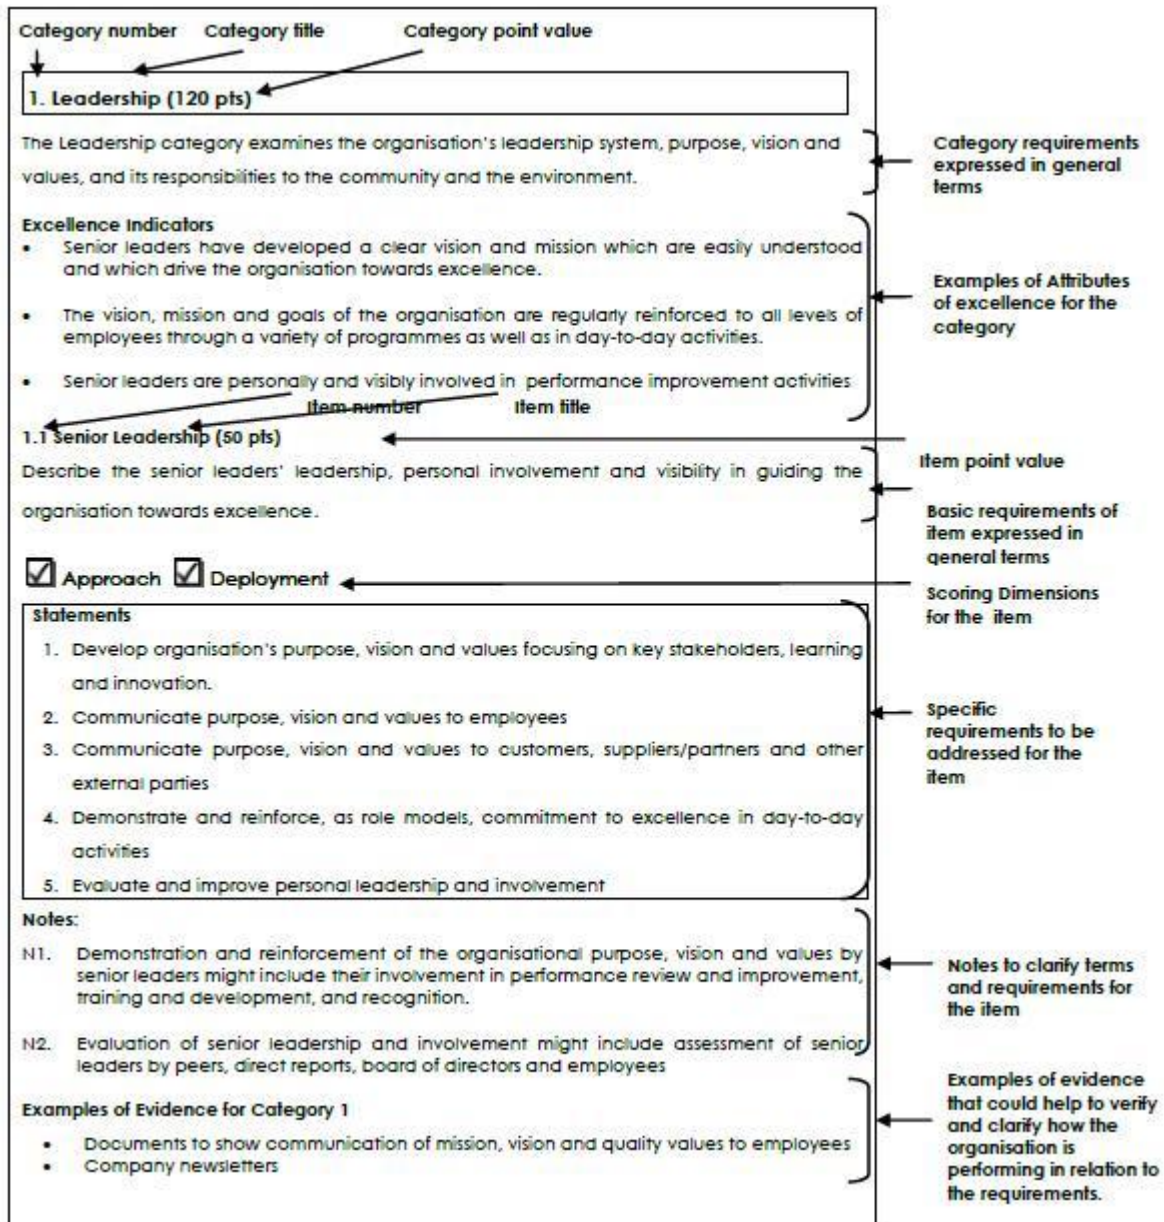 Category number Category title Category point value
1. Leadership (120 pts)
The Leadership category examines the organisation's leadership system, purpose, vision and
values, and its responsibilities to the community and the environment.
Category requirements
expressed in general
terms
Excellence Indicators
• Senior leaders have developed a clear vision and mission which are easily understood
and which drive the organisation towards excellence.
• The vision, mission and goals of the organisation are regularly reinforced to all levels of
employees through a variety of programmes as well as in day-to-day activities.
• Senior leaders are personally and visibly involved in performance improvement activities
Examples of Attributes
of excellence for the
category
Item number Item title
1.1 Senior Leadership (50 pts)
Item point value
Describe the senior leaders' leadership, personal involvement and visibility in guiding the
organisation towards excellence.
Basic requirements of
item expressed in
general terms
☑ Approach ☑ Deployment
Scoring Dimensions
for the item
Statements
1. Develop organisation's purpose, vision and values focusing on key stakeholders, learning
and innovation.
2. Communicate purpose, vision and values to employees
3. Communicate purpose, vision and values to customers, suppliers/partners and other
external parties
4. Demonstrate and reinforce, as role models, commitment to excellence in day-to-day
activities
5. Evaluate and improve personal leadership and involvement
Specific
requirements to be
addressed for the
item
Notes:
N1. Demonstration and reinforcement of the organisational purpose, vision and values by
senior leaders might include their involvement in performance review and improvement,
training and development, and recognition.
N2. Evaluation of senior leadership and involvement might include assessment of senior
leaders by peers, direct reports, board of directors and employees
Notes to clarify terms
and requirements for
the item
Examples of Evidence for Category 1
• Documents to show communication of mission, vision and quality values to employees
• Company newsletters
Examples of evidence
that could help to verify
and clarify how the
organisation is
performing in relation to
the requirements.